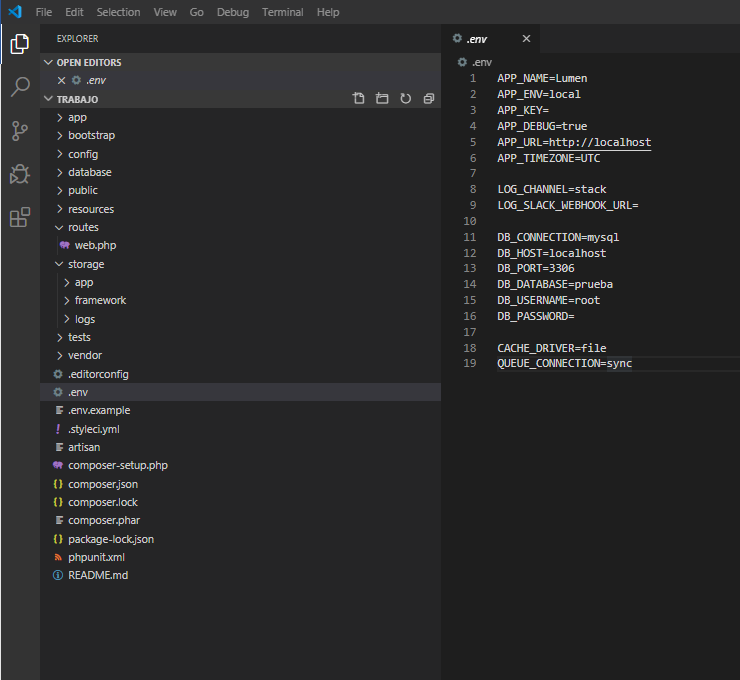 File Edit Selection View Go Debug Terminal Help
EXPLORER
OPEN EDITORS
.env
TRABAJO
app
bootstrap
config
database
public
resources
routes
web.php
storage
app
framework
logs
tests
vendor
.editorconfig
.env
.env.example
.styleci.yml
artisan
composer-setup.php
composer.json
composer.lock
composer.phar
package-lock.json
phpunit.xml
README.md
.env
.env
1 APP_NAME=Lumen
2 APP_ENV=local
3 APP_KEY=
4 APP_DEBUG=true
5 APP_URL=http://localhost
6 APP_TIMEZONE=UTC
7
8 LOG_CHANNEL=stack
9 LOG_SLACK_WEBHOOK_URL=
10
11 DB_CONNECTION=mysql
12 DB_HOST=localhost
13 DB_PORT=3306
14 DB_DATABASE=prueba
15 DB_USERNAME=root
16 DB_PASSWORD=
17
18 CACHE_DRIVER=file
19 QUEUE_CONNECTION=sync